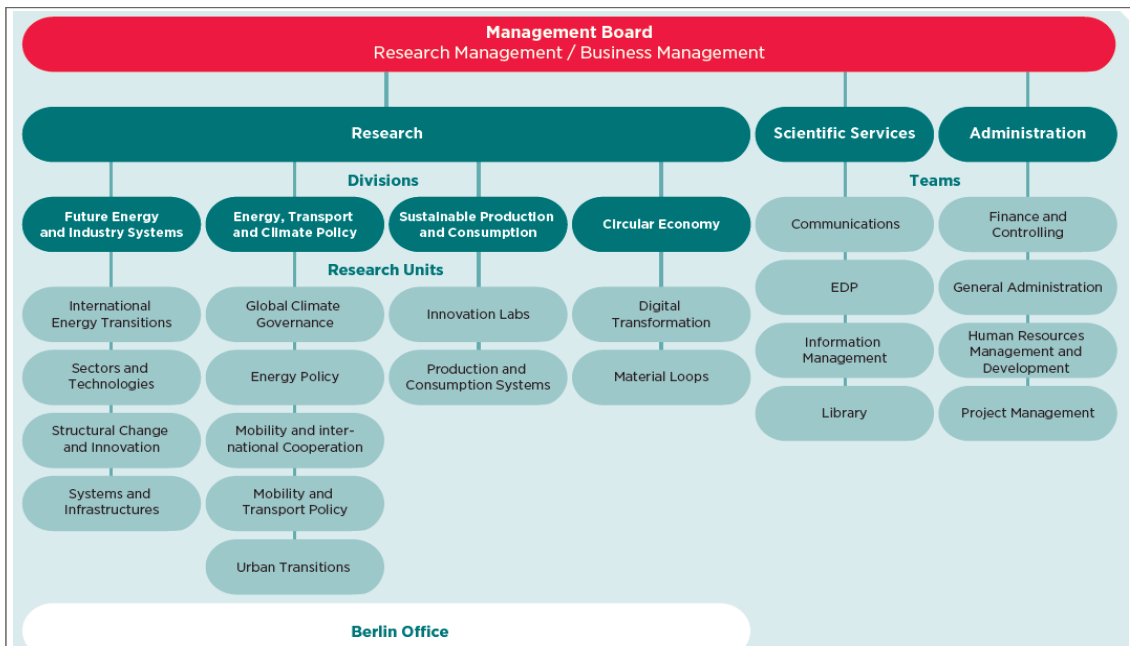 Management Board
Research Management / Business Management
Research
Scientific Services
Administration
Divisions
Teams
Future Energy
and Industry Systems
Energy, Transport
and Climate Policy
Sustainable Production
and Consumption
Circular Economy
Communications
Finance and
Controlling
Research Units
International
Energy Transitions
Global Climate
Governance
Innovation Labs
Digital
Transformation
EDP
General Administration
Sectors and
Technologies
Energy Policy
Production and
Consumption Systems
Material Loops
Information
Management
Human Resources
Management and
Development
Structural Change
and Innovation
Mobility and inter-
national Cooperation
Library
Project Management
Systems and
Infrastructures
Mobility and
Transport Policy
Urban Transitions
Berlin Office